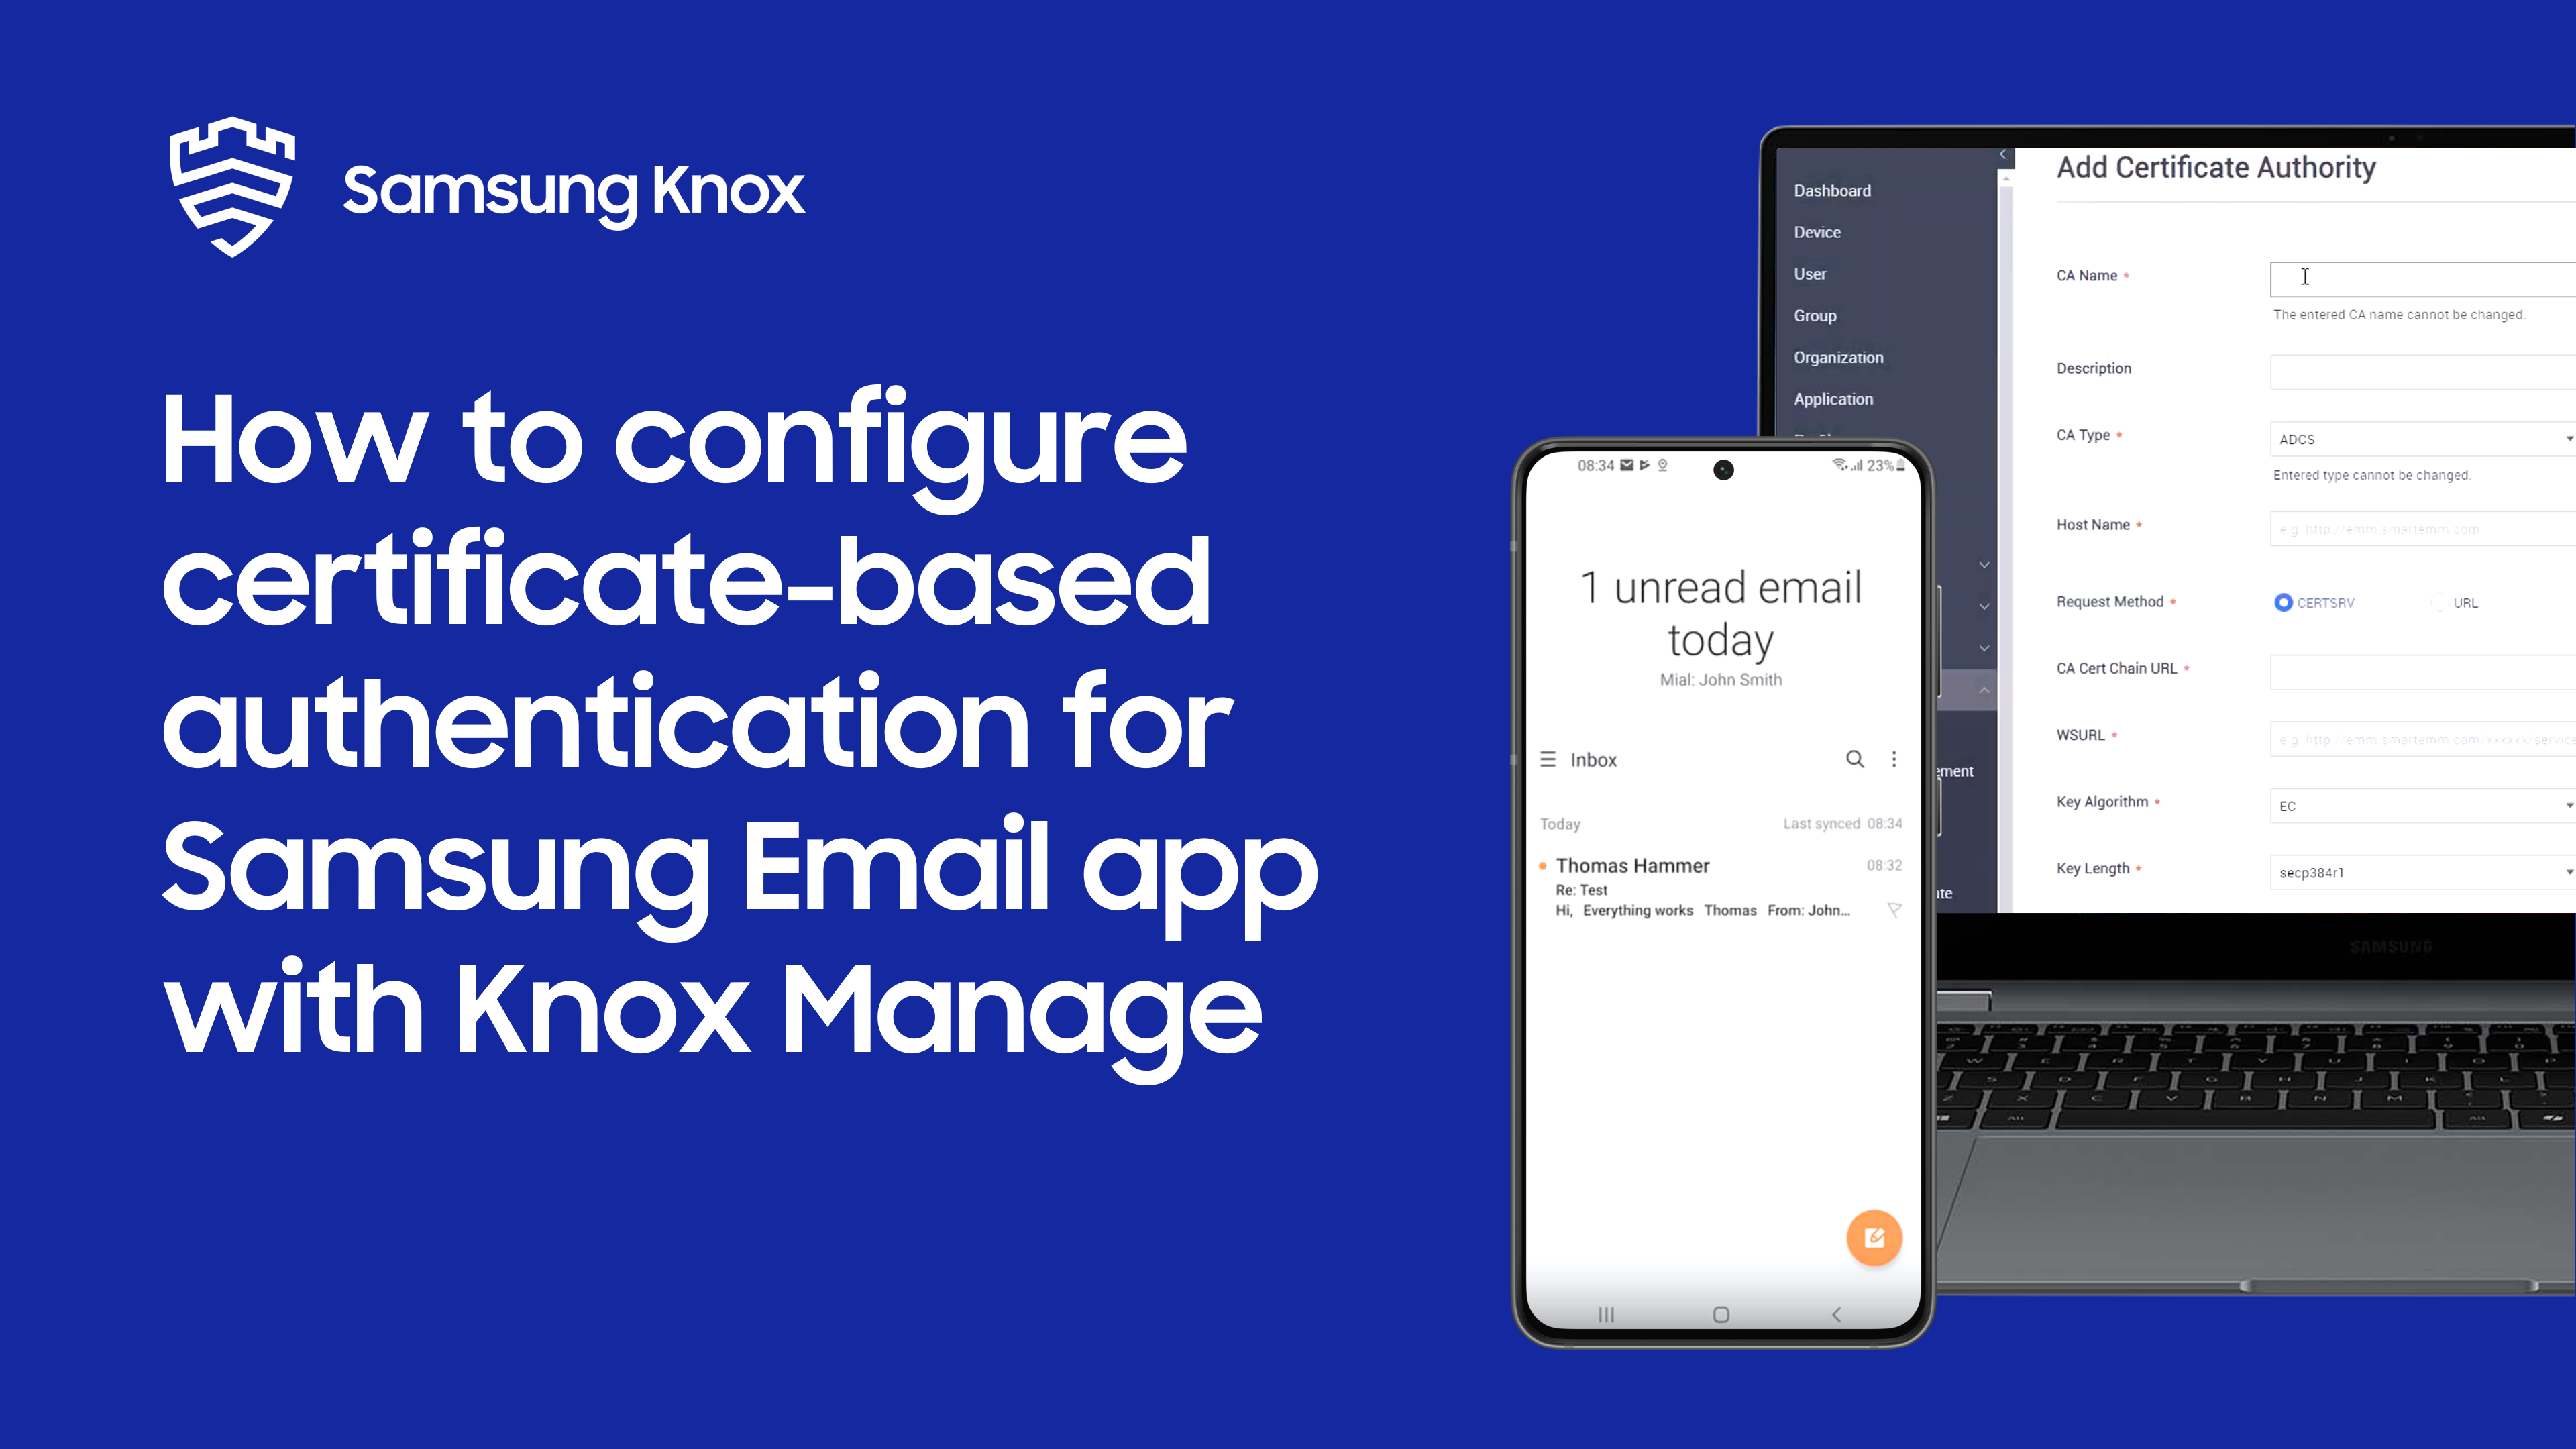 Samsung Knox
How to configure
certificate-based
authentication for
Samsung Email app
with Knox Manage
08:34
23%
1 unread email
today
Mial: John Smith
Inbox
Today
Last synced 08:34
Thomas Hammer
08:32
Re: Test
Hi, Everything works Thomas From: John...
Dashboard
Device
User
Group
Organization
Application
Add Certificate Authority
CA Name *
The entered CA name cannot be changed.
Description
CA Type *
ADCS
Entered type cannot be changed.
Host Name *
e.g. http://emm.smartemm.com
Request Method *
CERTSRV
URL
CA Cert Chain URL *
WSURL *
e.g. http://emm.smartemm.com/xxxxxx/service
Key Algorithm *
EC
Key Length *
secp384r1
SAMSUNG